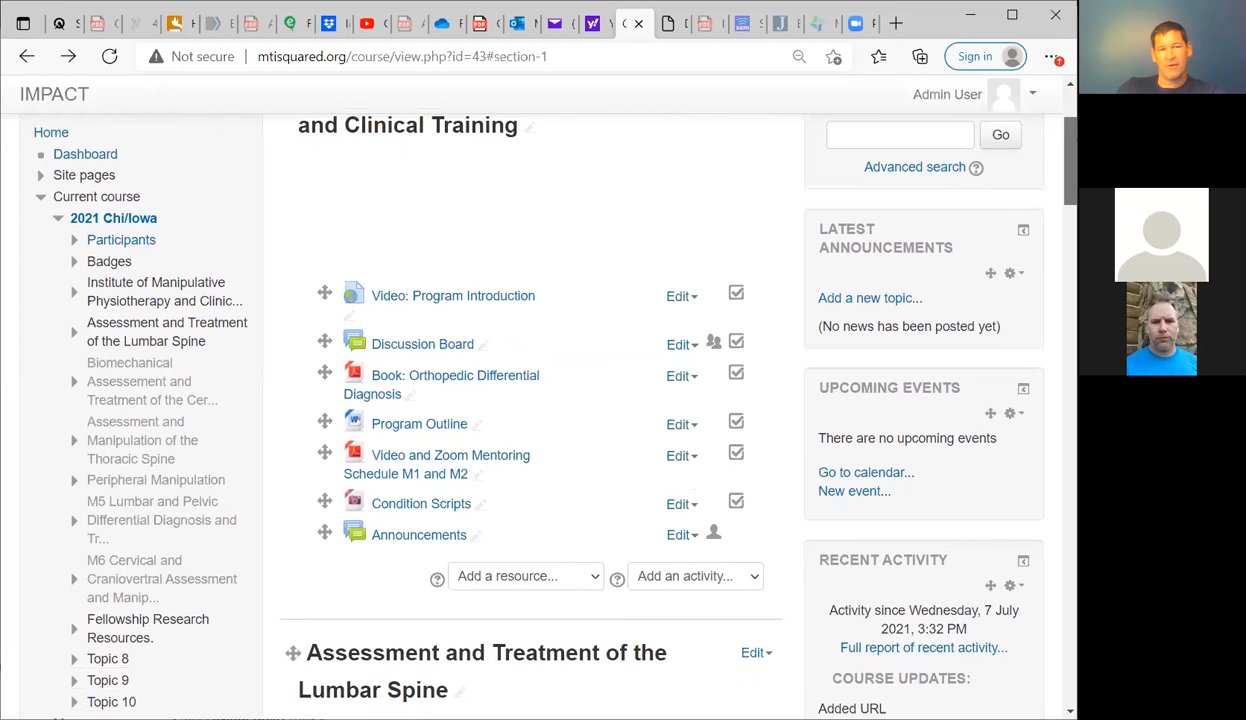 Not secure
mtisquared.org/course/view.php?id=43#section-1
Sign in
IMPACT
Admin User
Home
Dashboard
Site pages
Current course
2021 Chi/Iowa
Participants
Badges
Institute of Manipulative
Physiotherapy and Clinic...
Assessment and Treatment
of the Lumbar Spine
Biomechanical
Assessement and
Treatment of the Cer...
Assessment and
Manipulation of the
Thoracic Spine
Peripheral Manipulation
M5 Lumbar and Pelvic
Differential Diagnosis and
Tr...
M6 Cervical and
Craniovertral Assessment
and Manip...
Fellowship Research
Resources.
Topic 8
Topic 9
Topic 10
and Clinical Training
Video: Program Introduction
Edit
Discussion Board
Edit
Book: Orthopedic Differential
Diagnosis
Edit
Program Outline
Edit
Video and Zoom Mentoring
Schedule M1 and M2
Edit
Condition Scripts
Edit
Announcements
Edit
Add a resource...
Add an activity...
Assessment and Treatment of the
Lumbar Spine
Edit
Go
Advanced search
LATEST
ANNOUNCEMENTS
Add a new topic...
(No news has been posted yet)
UPCOMING EVENTS
There are no upcoming events
Go to calendar...
New event...
RECENT ACTIVITY
Activity since Wednesday, 7 July
2021, 3:32 PM
Full report of recent activity...
COURSE UPDATES:
Added URL